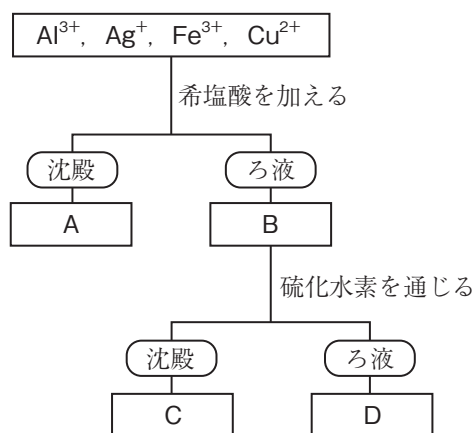 Al³⁺, Ag⁺, Fe³⁺, Cu²⁺
希塩酸を加える
沈殿 ろ液
A B
硫化水素を通じる
沈殿 ろ液
C D